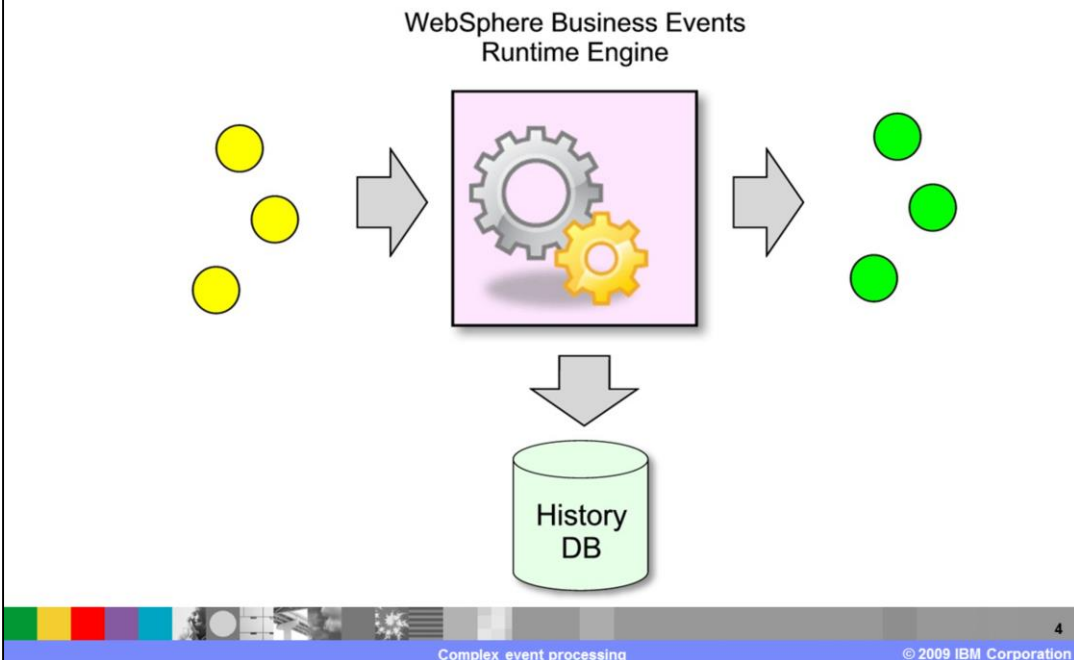 WebSphere Business Events
Runtime Engine
History
DB
4
Complex event processing
© 2009 IBM Corporation